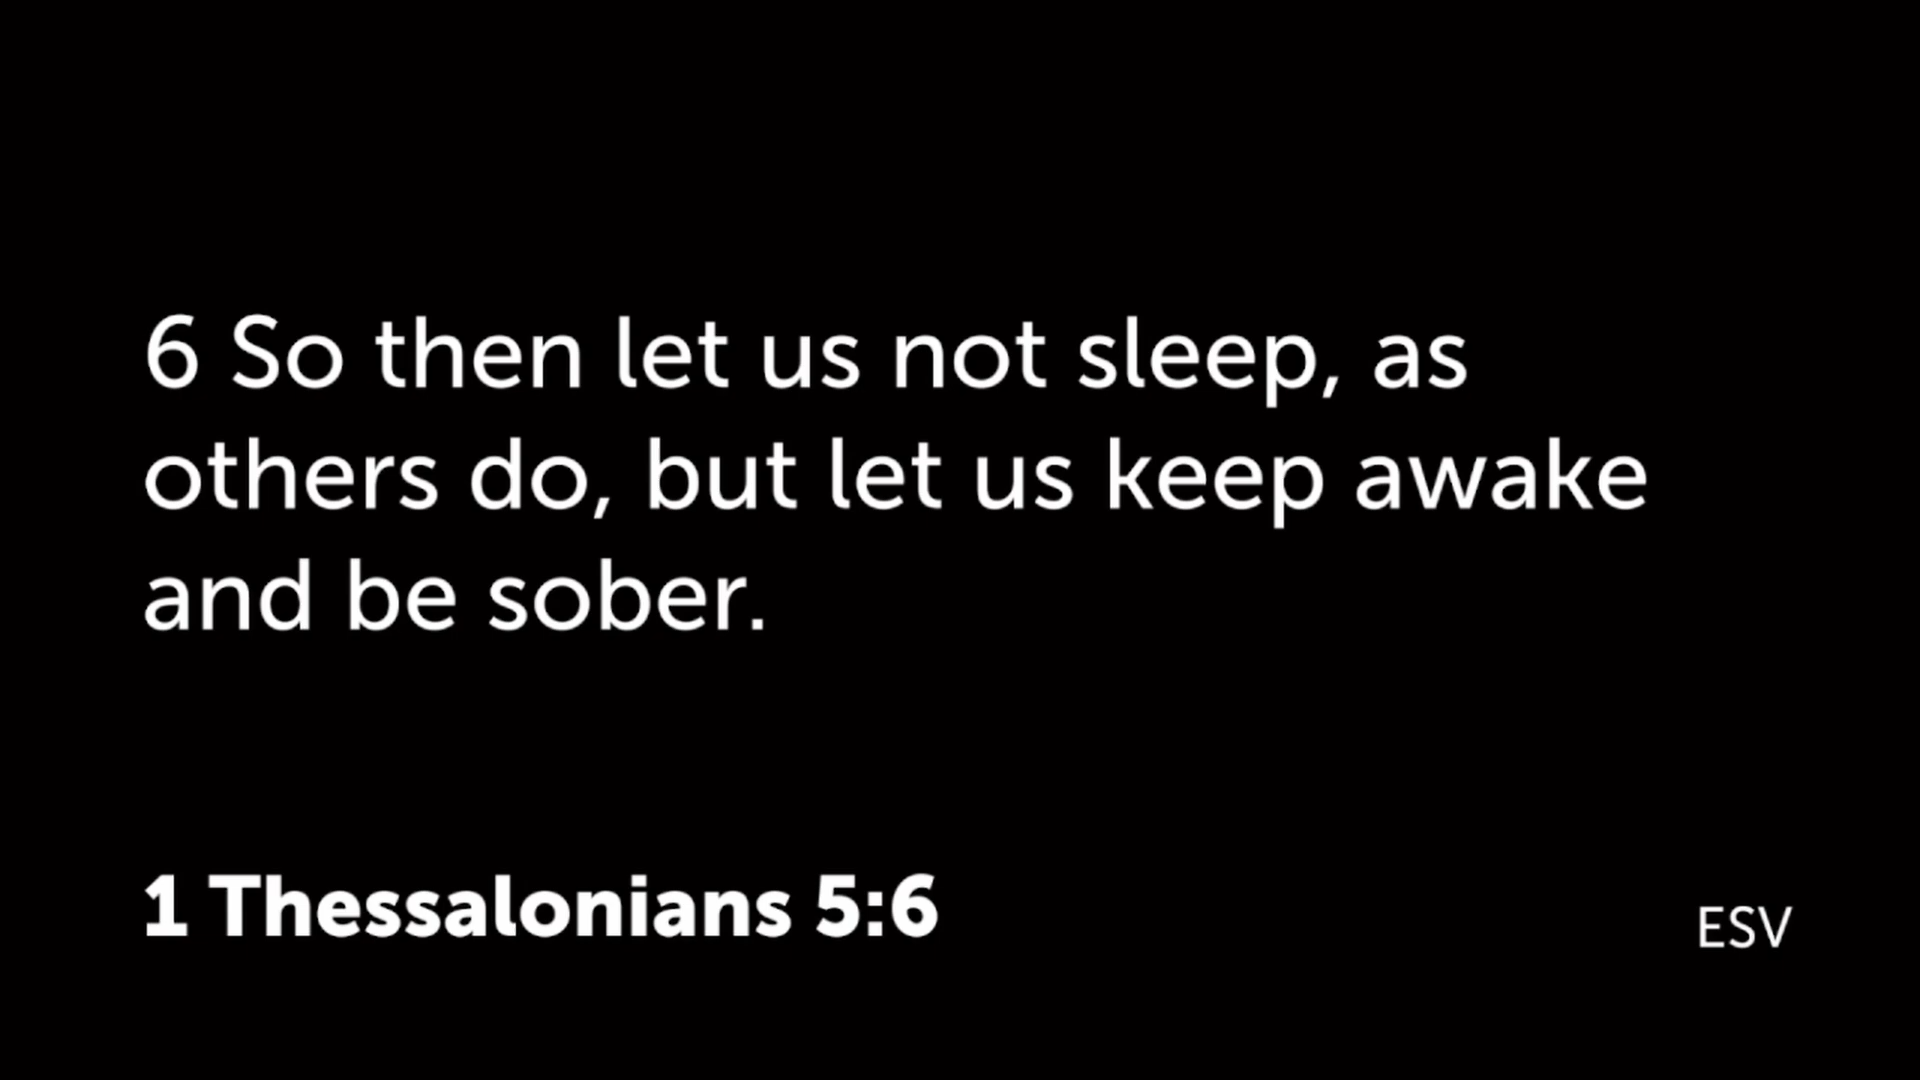 6 So then let us not sleep, as
others do, but let us keep awake
and be sober.
1 Thessalonians 5:6
ESV